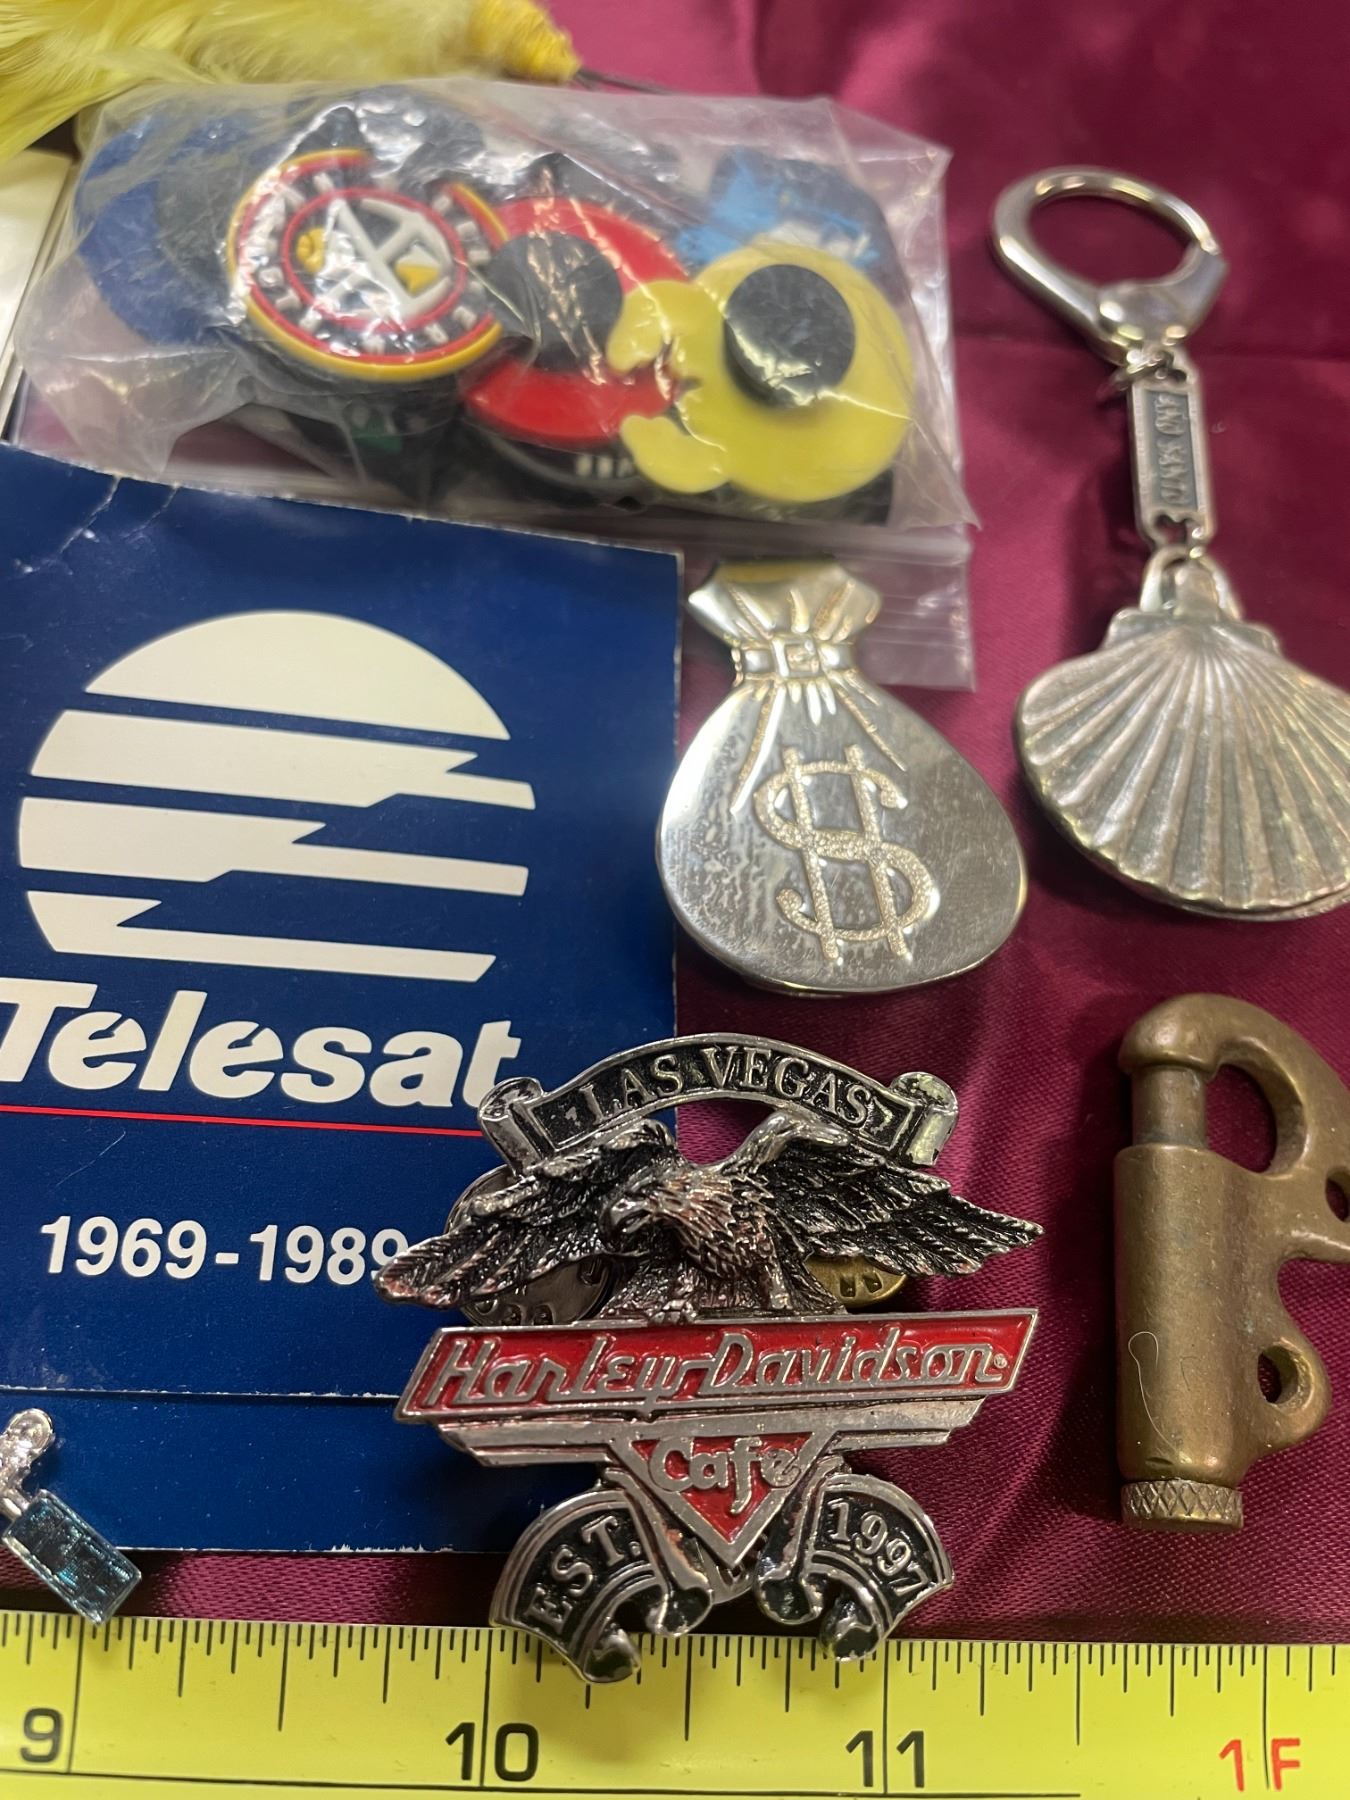 Telesat
1969-1989
LAS VEGAS
Harley-Davidson®
Cafe
EST. 1997
9 10 11 1F